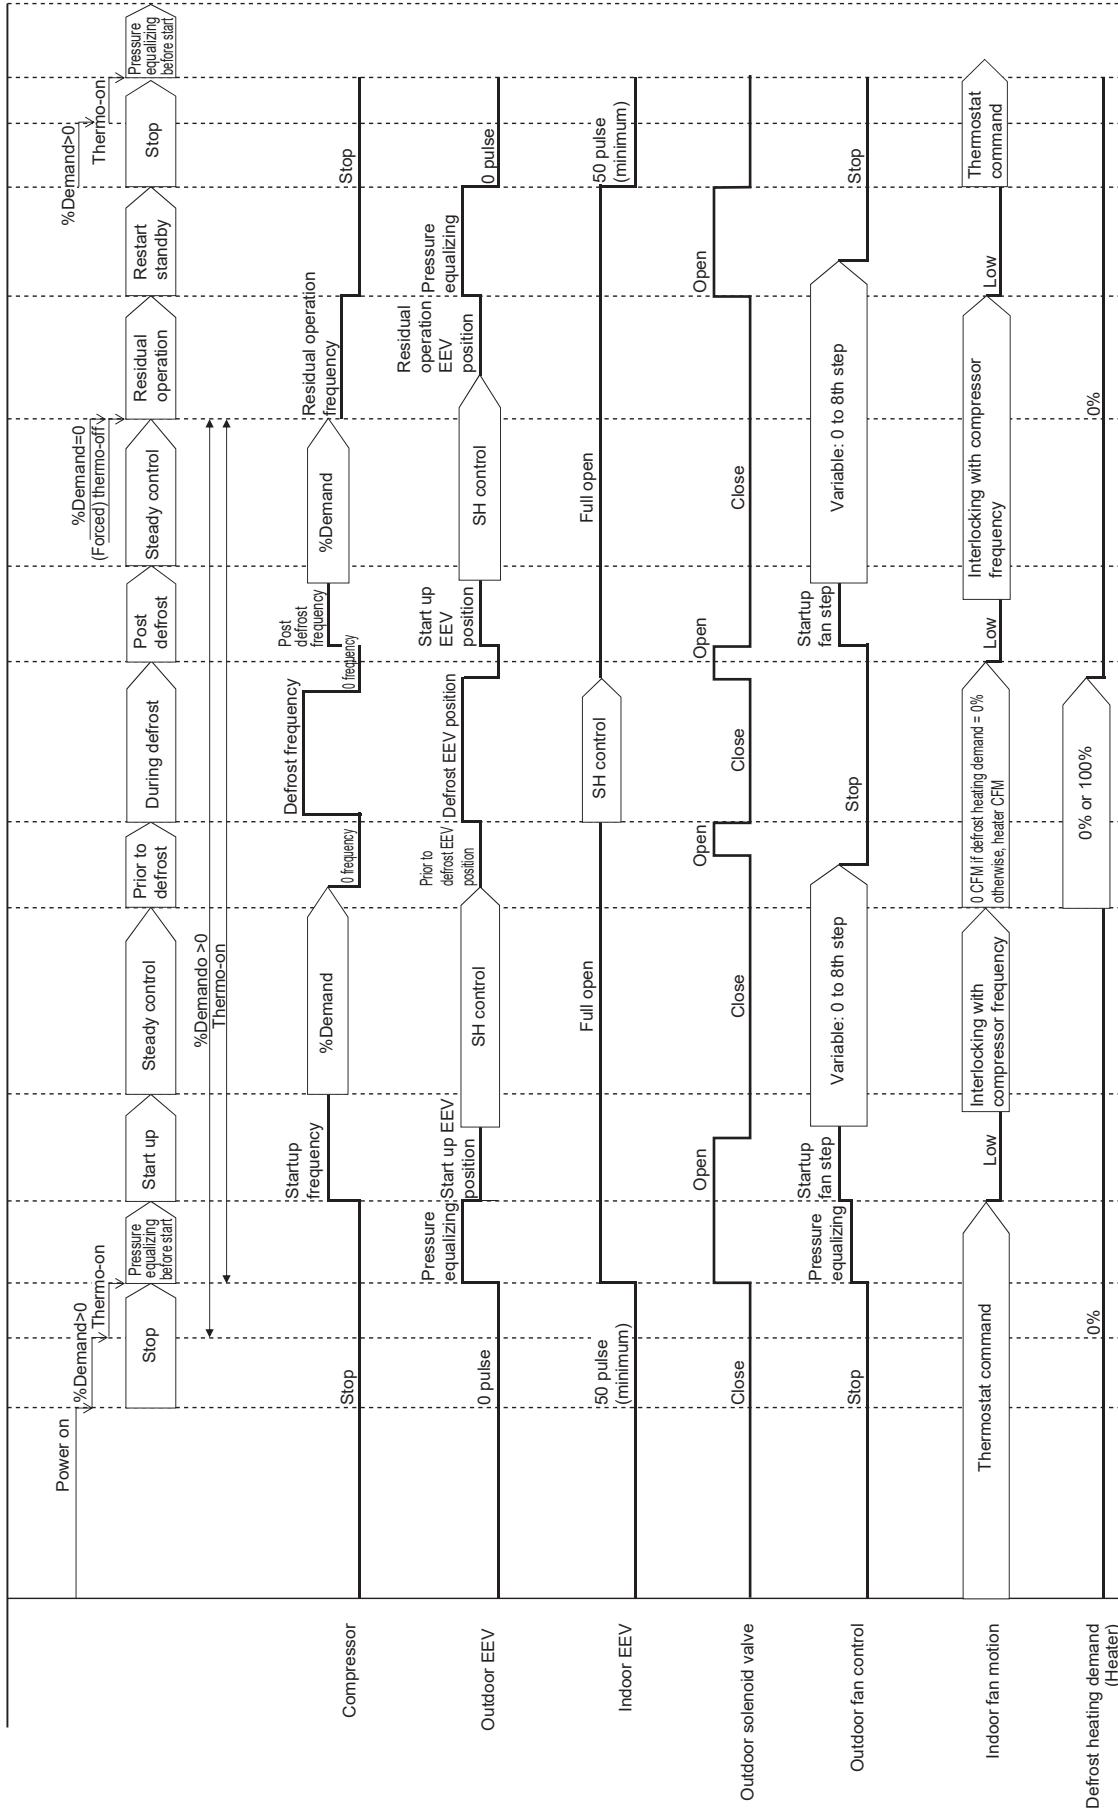 Power on
%Demand>0
Thermo-on
Stop
Pressure
equalizing
before start
Start up
Steady control
Prior to
defrost
During defrost
Post
defrost
Steady control
%Demand=0
(Forced) thermo-off
Residual
operation
Restart
standby
%Demand>0
Thermo-on
Stop
Pressure
equalizing
before start
%Demando >0
Thermo-on
Compressor
Stop
Startup
frequency
%Demand
0 frequency
Defrost frequency
0 frequency
Post
defrost
frequency
%Demand
Residual operation
frequency
Stop
Outdoor EEV
0 pulse
Pressure
equalizing
Start up EEV
position
SH control
Prior to
defrost EEV
position
Defrost EEV position
Start up
EEV
position
SH control
Residual
operation
EEV
position
Pressure
equalizing
0 pulse
Indoor EEV
50 pulse
(minimum)
Full open
SH control
Full open
50 pulse
(minimum)
Outdoor solenoid valve
Close
Open
Close
Open
Close
Open
Close
Open
Outdoor fan control
Stop
Pressure
equalizing
Startup
fan step
Variable: 0 to 8th step
Stop
Startup
fan step
Variable: 0 to 8th step
Stop
Indoor fan motion
Thermostat command
Low
Interlocking with
compressor frequency
0 CFM if defrost heating demand = 0%
otherwise, heater CFM
Low
Interlocking with compressor
frequency
Low
Thermostat
command
Defrost heating demand
(Heater)
0%
0% or 100%
0%